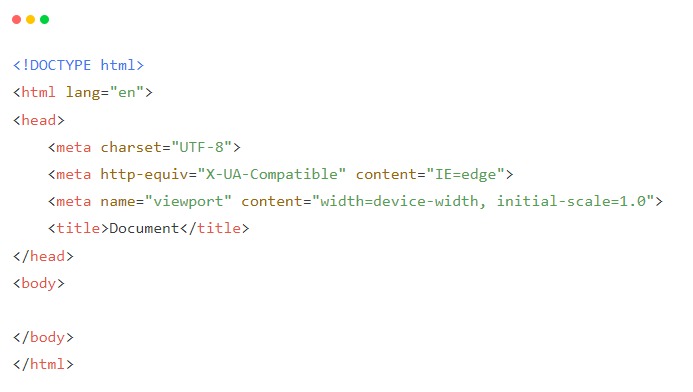 <!DOCTYPE html>
<html lang="en">
<head>
    <meta charset="UTF-8">
    <meta http-equiv="X-UA-Compatible" content="IE=edge">
    <meta name="viewport" content="width=device-width, initial-scale=1.0">
    <title>Document</title>
</head>
<body>

</body>
</html>